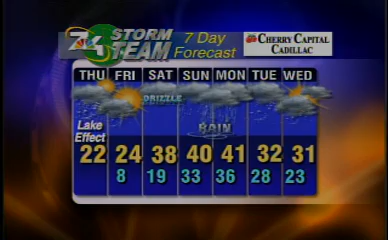 7&4 STORM TEAM
7 Day Forecast
CHERRY CAPITAL
CADILLAC
THU FRI SAT SUN MON TUE WED
DRIZZLE
Lake
Effect
RAIN
22 24 38 40 41 32 31
8 19 33 36 28 23